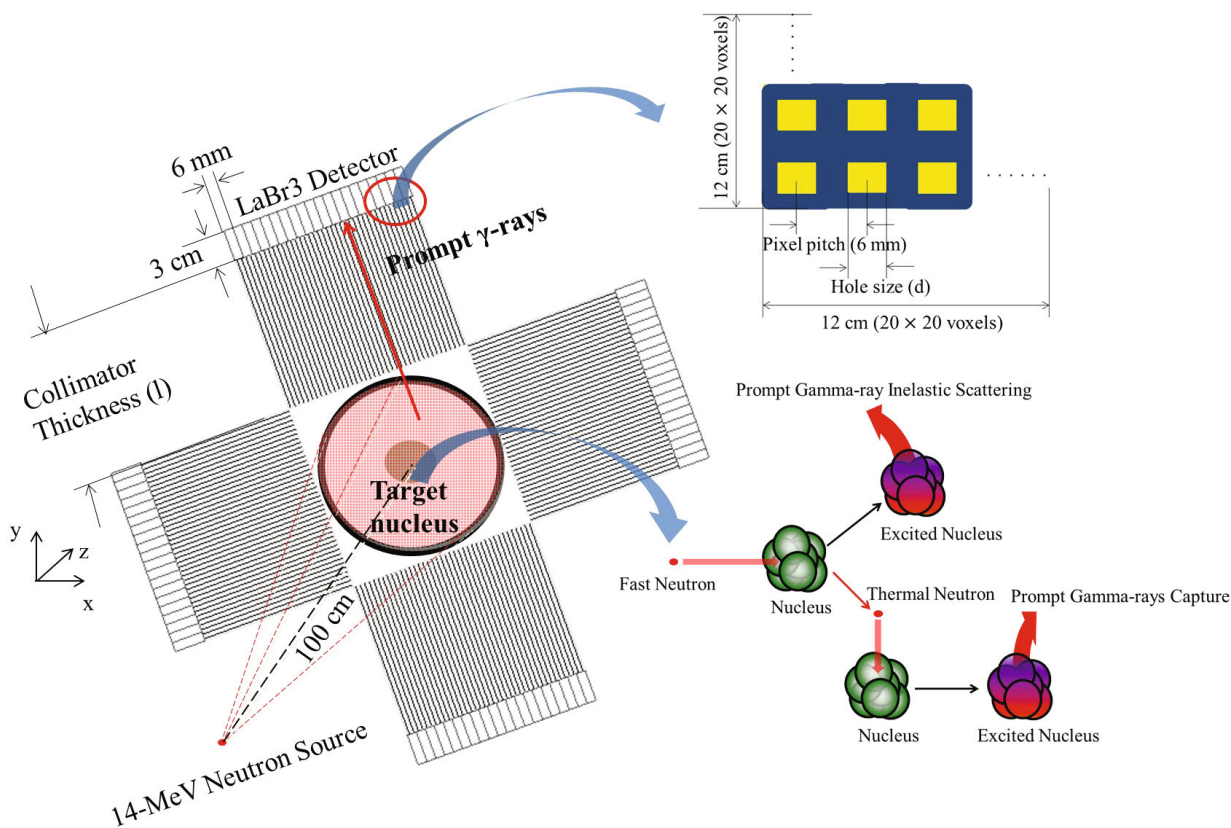 6 mm
LaBr3 Detector
Prompt γ-rays
3 cm
Collimator
Thickness (l)
Target
nucleus
100 cm
14-MeV Neutron Source
y
z
x
12 cm (20 × 20 voxels)
Pixel pitch (6 mm)
Hole size (d)
12 cm (20 × 20 voxels)
Prompt Gamma-ray Inelastic Scattering
Excited Nucleus
Fast Neutron
Nucleus
Thermal Neutron
Prompt Gamma-rays Capture
Nucleus
Excited Nucleus